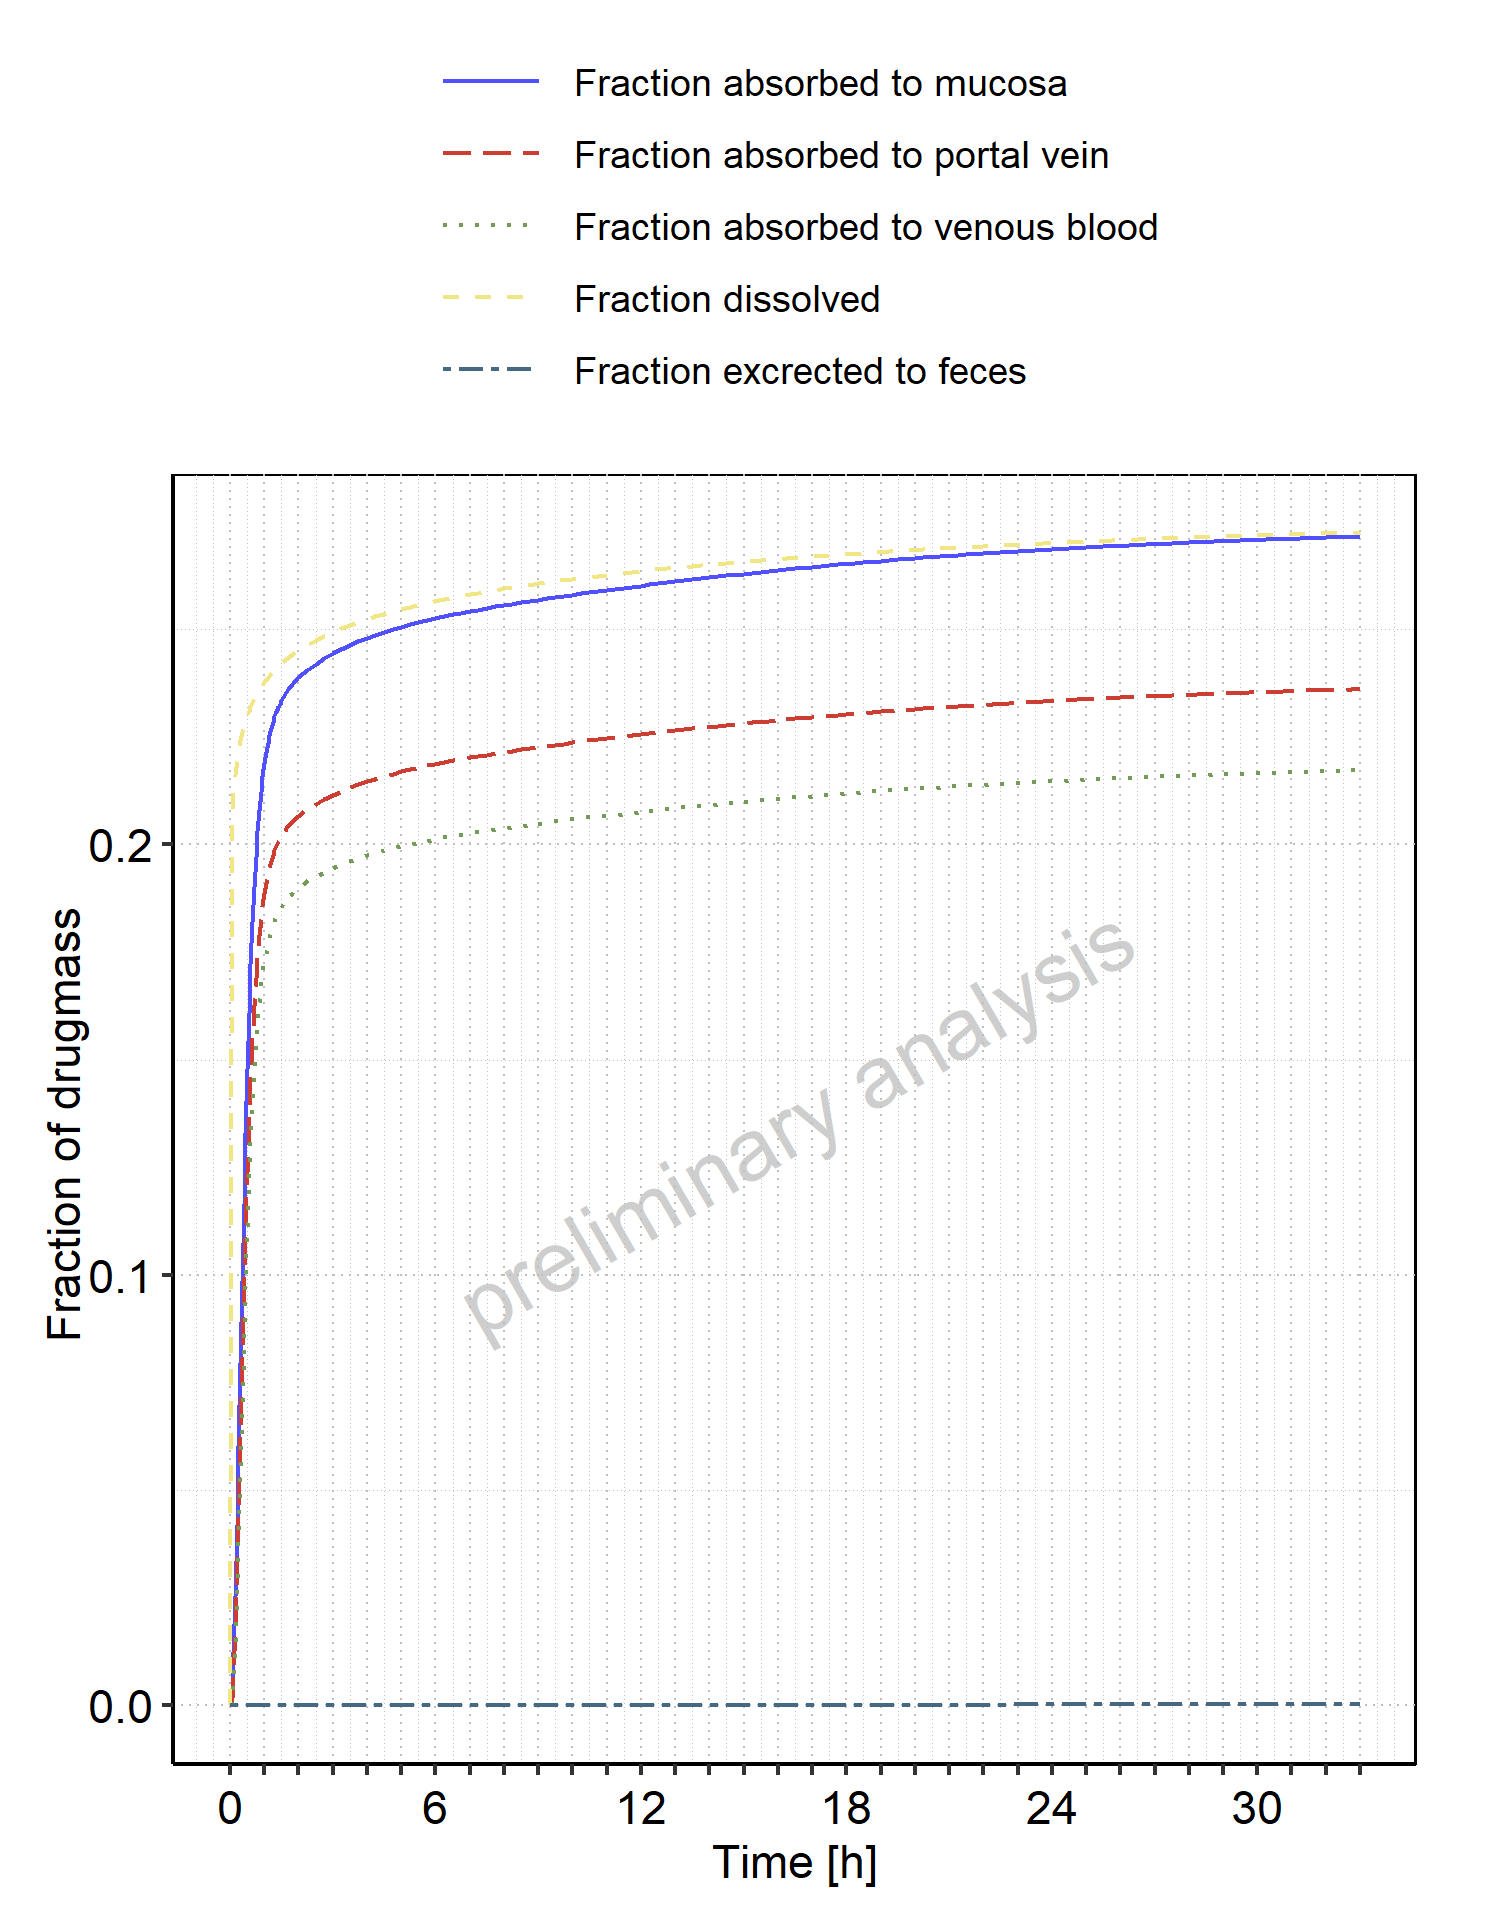 Fraction absorbed to mucosa
Fraction absorbed to portal vein
Fraction absorbed to venous blood
Fraction dissolved
Fraction excrected to feces
Fraction of drugmass
0.2
0.1
0.0
preliminary analysis
0 6 12 18 24 30
Time [h]